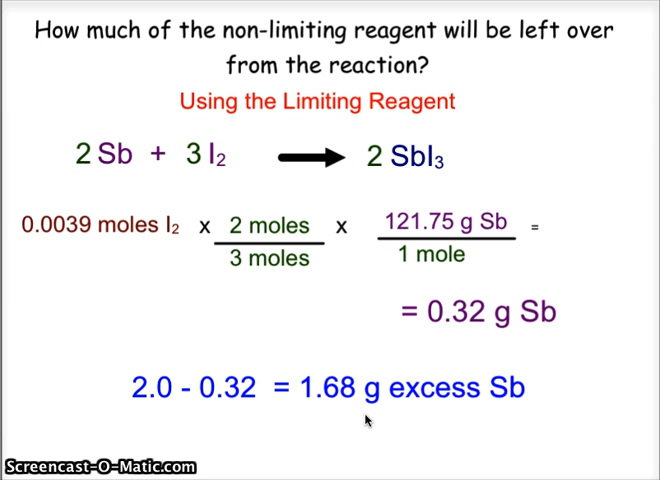 How much of the non-limiting reagent will be left over
from the reaction?
Using the Limiting Reagent
2 Sb + 3 I₂ → 2 SbI₃
0.0039 moles I₂ x 2 moles x 121.75 g Sb =
3 moles 1 mole
= 0.32 g Sb
2.0 - 0.32 = 1.68 g excess Sb
Screencast-O-Matic.com